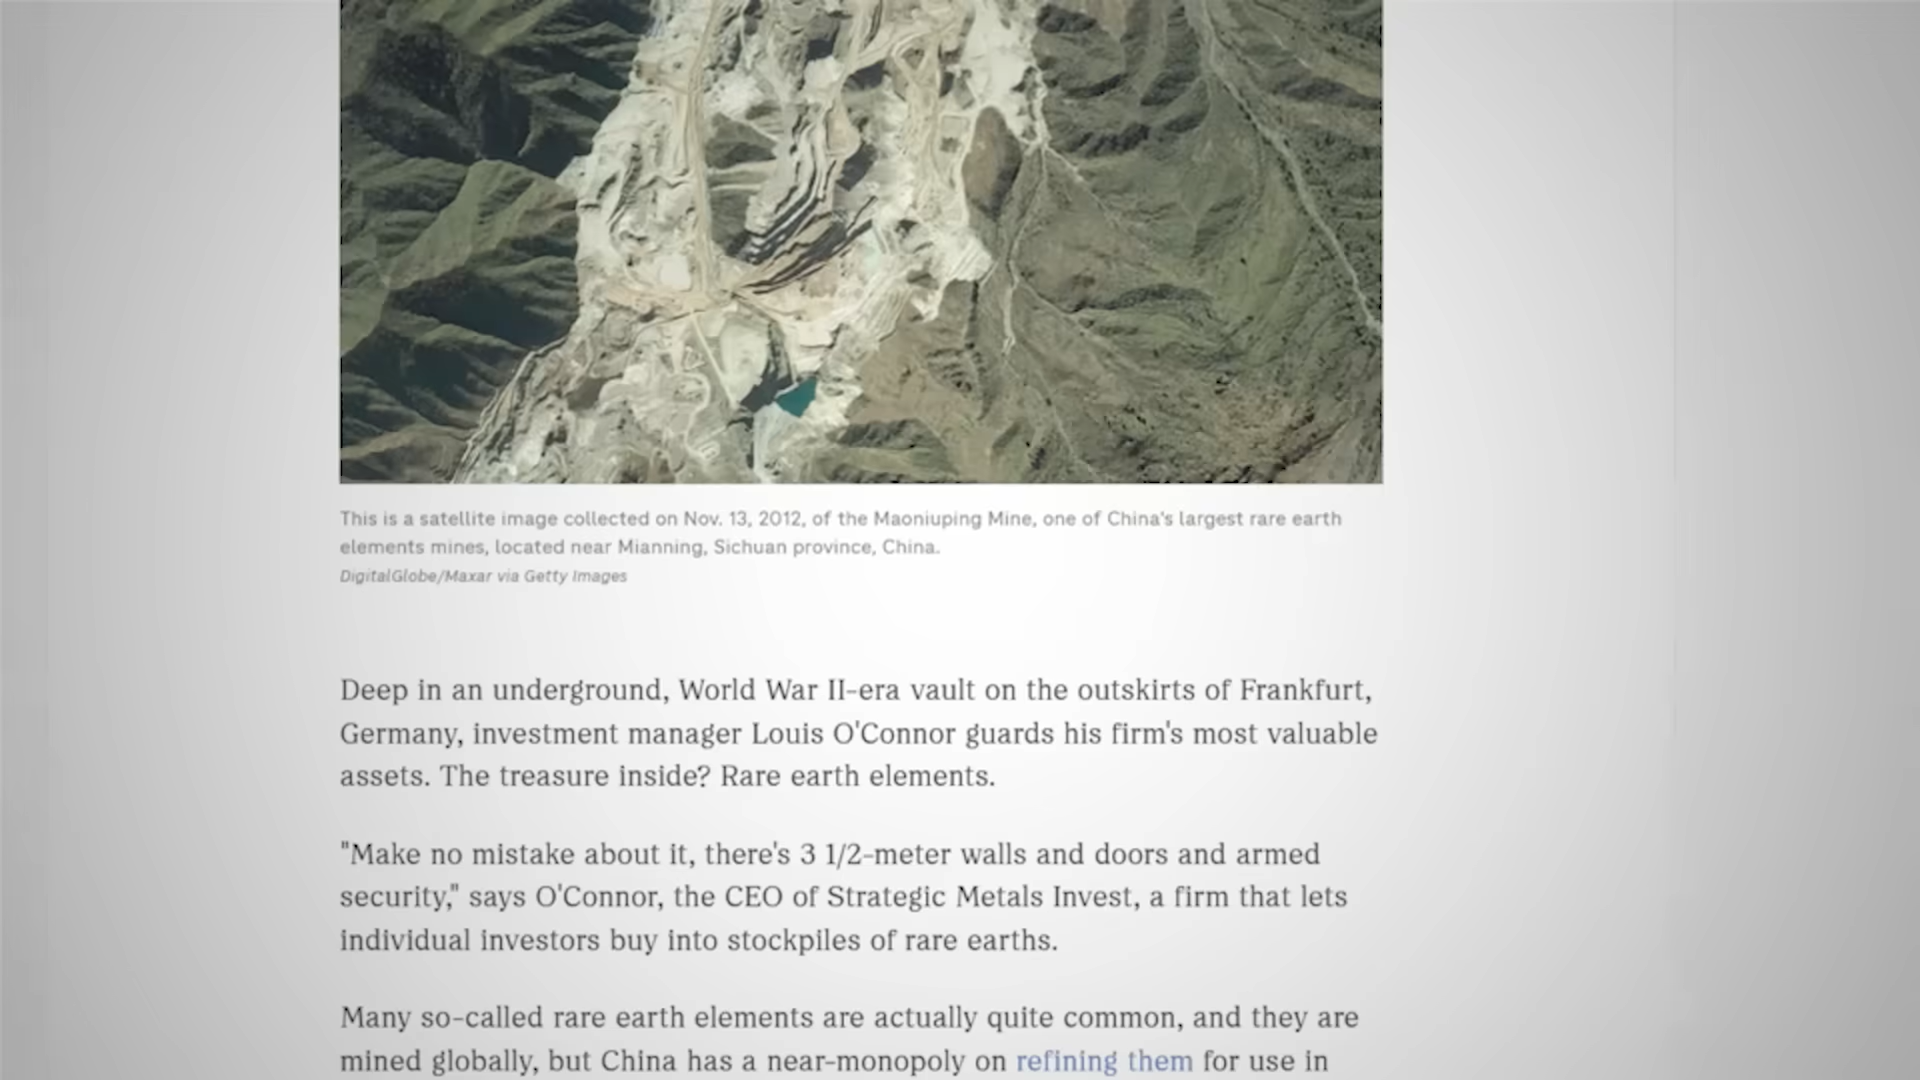 This is a satellite image collected on Nov. 13, 2012, of the Maoniuping Mine, one of China's largest rare earth
elements mines, located near Mianning, Sichuan province, China.
DigitalGlobe/Maxar via Getty Images
Deep in an underground, World War II-era vault on the outskirts of Frankfurt,
Germany, investment manager Louis O'Connor guards his firm's most valuable
assets. The treasure inside? Rare earth elements.
"Make no mistake about it, there's 3 1/2-meter walls and doors and armed
security," says O'Connor, the CEO of Strategic Metals Invest, a firm that lets
individual investors buy into stockpiles of rare earths.
Many so-called rare earth elements are actually quite common, and they are
mined globally, but China has a near-monopoly on refining them for use in